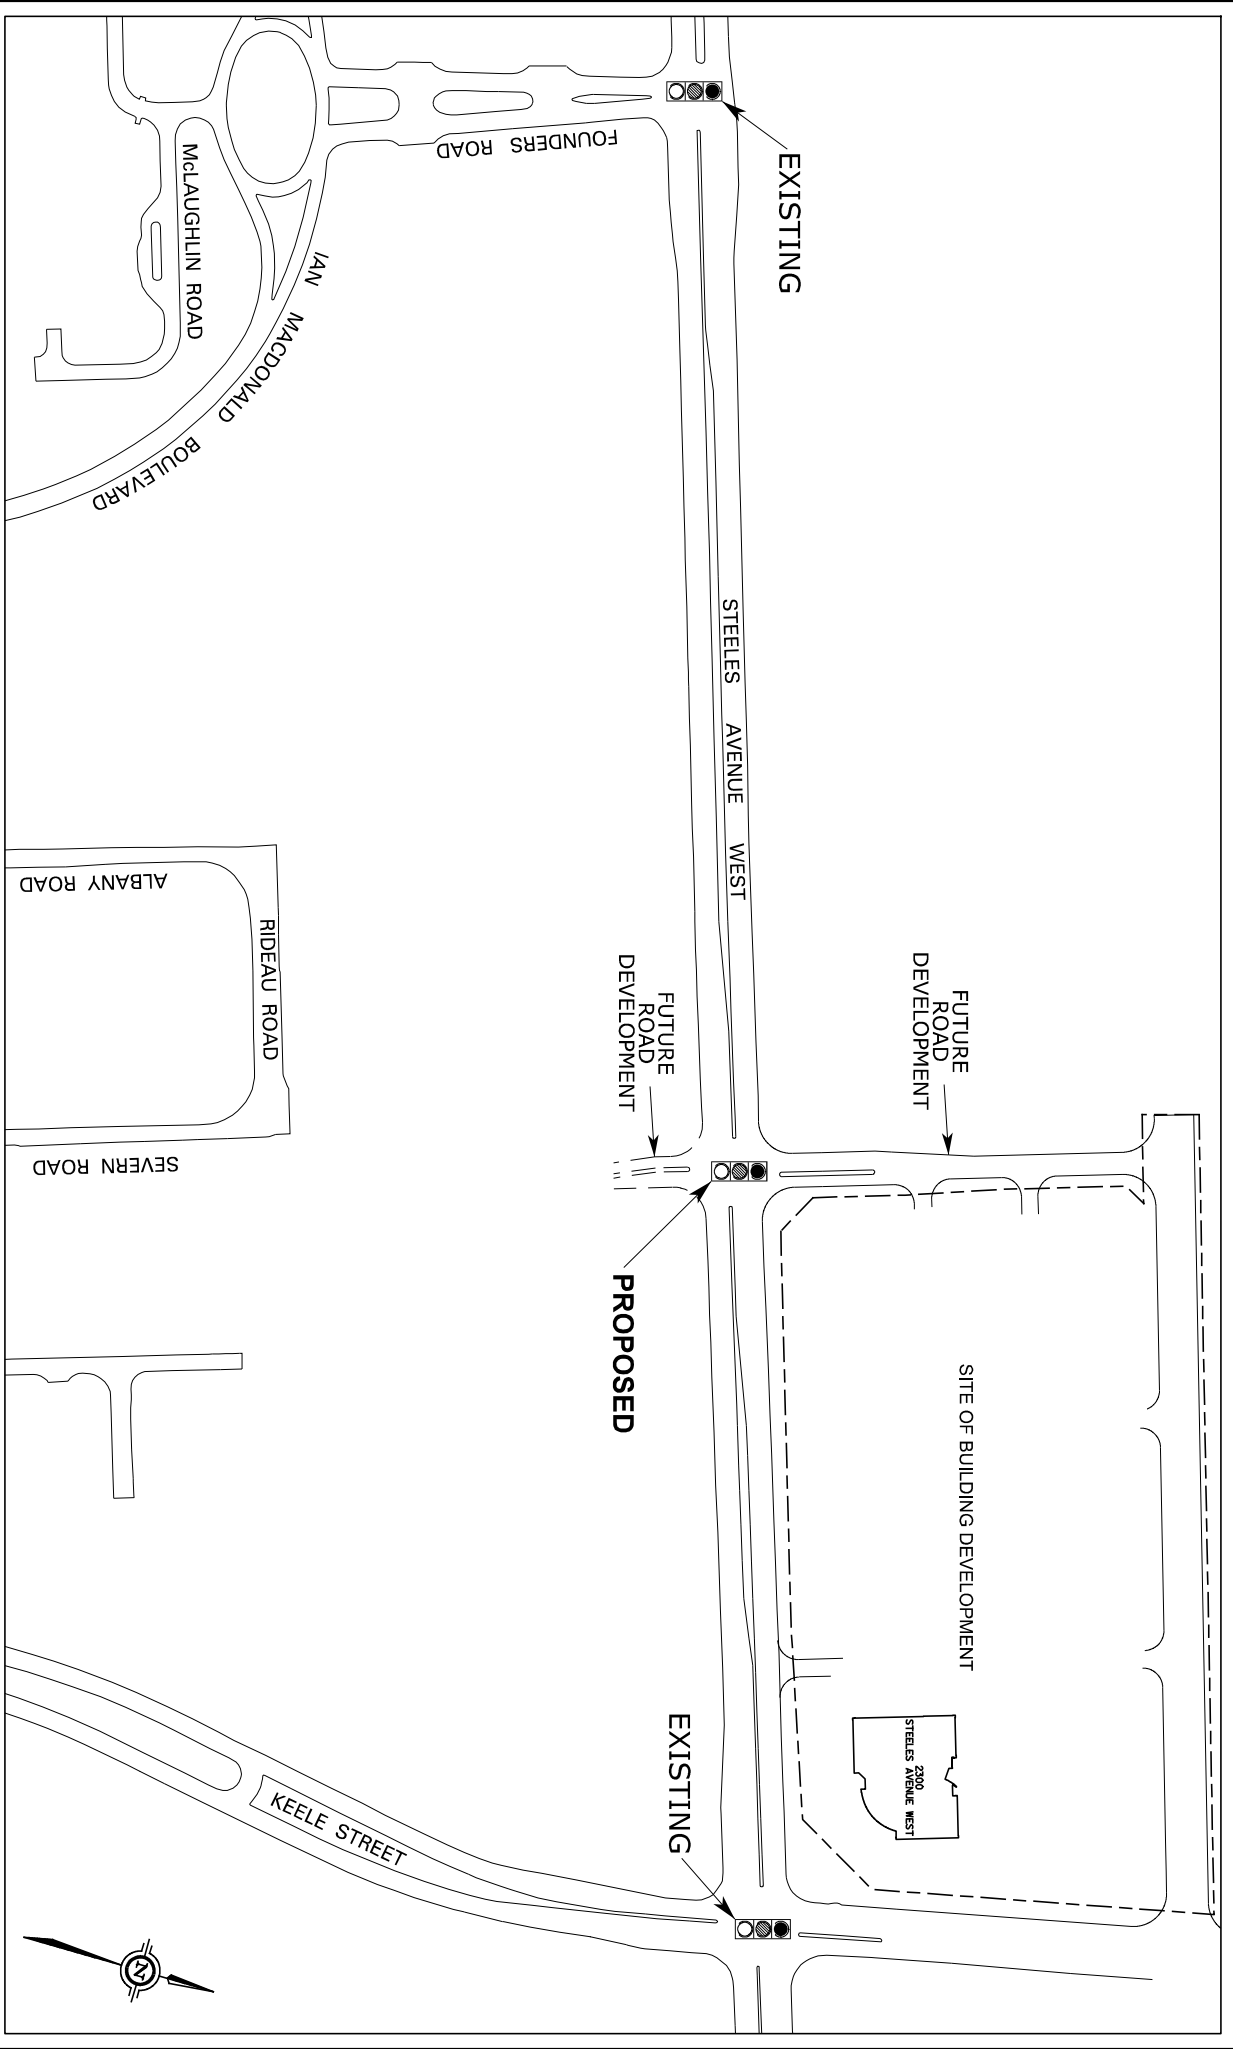 EXISTING
FOUNDERS ROAD
McLAUGHLIN ROAD
IAN MACDONALD BOULEVARD
STEELES AVENUE WEST
ALBANY ROAD
RIDEAU ROAD
SEVERN ROAD
FUTURE
ROAD
DEVELOPMENT
FUTURE
ROAD
DEVELOPMENT
PROPOSED
SITE OF BUILDING DEVELOPMENT
2300
STEELES AVENUE WEST
EXISTING
KEELE STREET
N